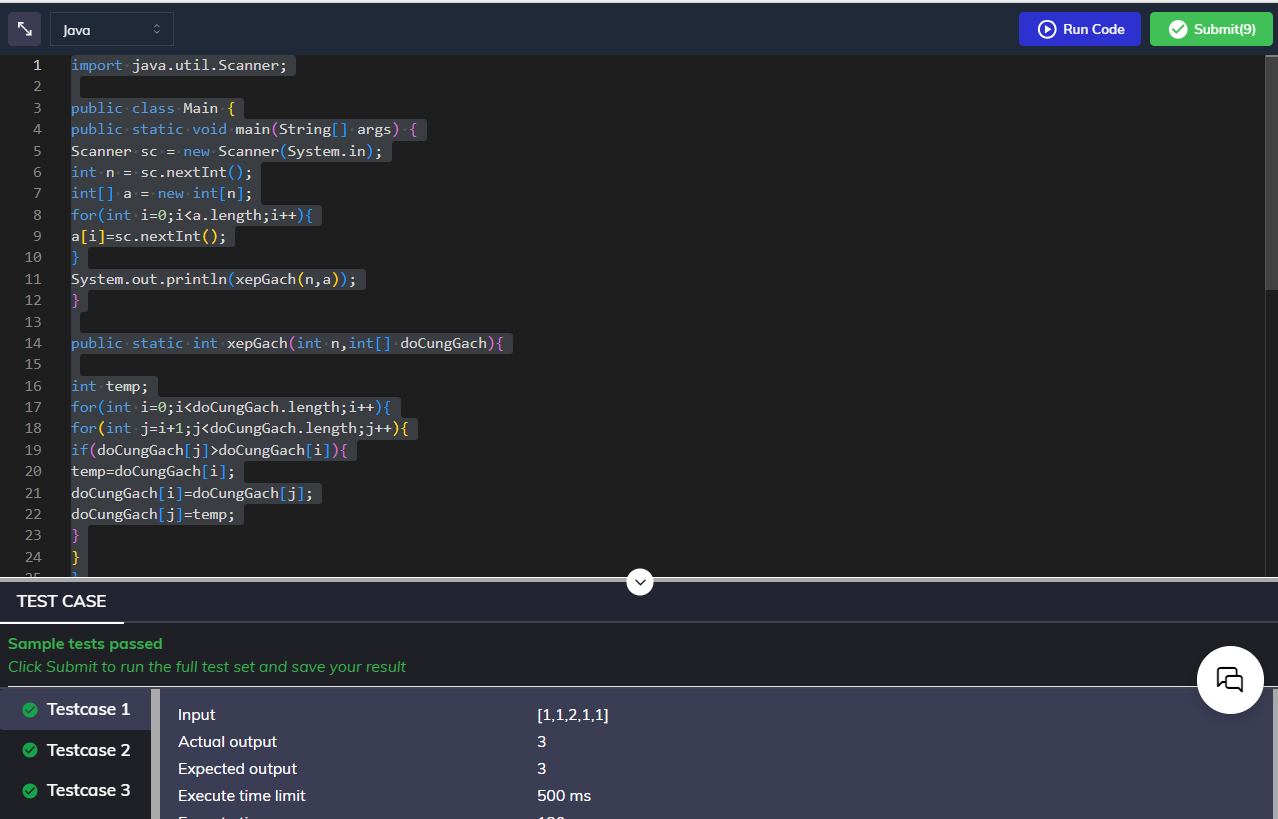 Java
Run Code
Submit(9)
1 import java.util.Scanner;
2
3 public class Main {
4 public static void main(String[] args) {
5 Scanner sc = new Scanner(System.in);
6 int n = sc.nextInt();
7 int[] a = new int[n];
8 for(int i=0;i<a.length;i++){
9 a[i]=sc.nextInt();
10 }
11 System.out.println(xepGach(n,a));
12 }
13
14 public static int xepGach(int n,int[] doCungGach){
15
16 int temp;
17 for(int i=0;i<doCungGach.length;i++){
18 for(int j=i+1;j<doCungGach.length;j++){
19 if(doCungGach[j]>doCungGach[i]){
20 temp=doCungGach[i];
21 doCungGach[i]=doCungGach[j];
22 doCungGach[j]=temp;
23 }
24 }
TEST CASE
Sample tests passed
Click Submit to run the full test set and save your result
Testcase 1
Testcase 2
Testcase 3
Input [1,1,2,1,1]
Actual output 3
Expected output 3
Execute time limit 500 ms